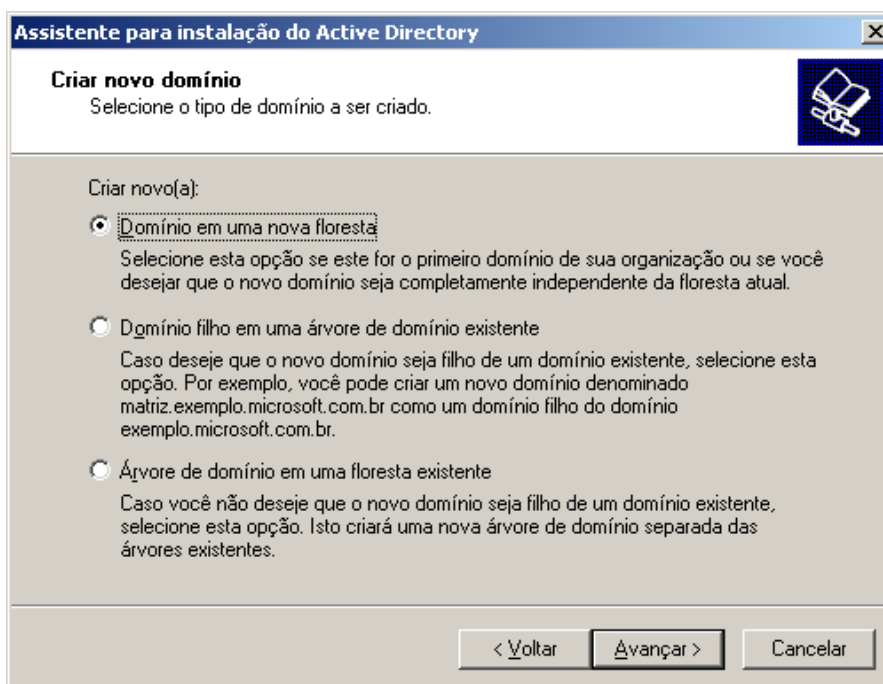 Assistente para instalação do Active Directory
Criar novo domínio
Selecione o tipo de domínio a ser criado.
Criar novo(a):
Domínio em uma nova floresta
Selecione esta opção se este for o primeiro domínio de sua organização ou se você
desejar que o novo domínio seja completamente independente da floresta atual.
Domínio filho em uma árvore de domínio existente
Caso deseje que o novo domínio seja filho de um domínio existente, selecione esta
opção. Por exemplo, você pode criar um novo domínio denominado
matriz.exemplo.microsoft.com.br como um domínio filho do domínio
exemplo.microsoft.com.br.
Árvore de domínio em uma floresta existente
Caso você não deseje que o novo domínio seja filho de um domínio existente,
selecione esta opção. Isto criará uma nova árvore de domínio separada das
árvores existentes.
< Voltar Avançar > Cancelar